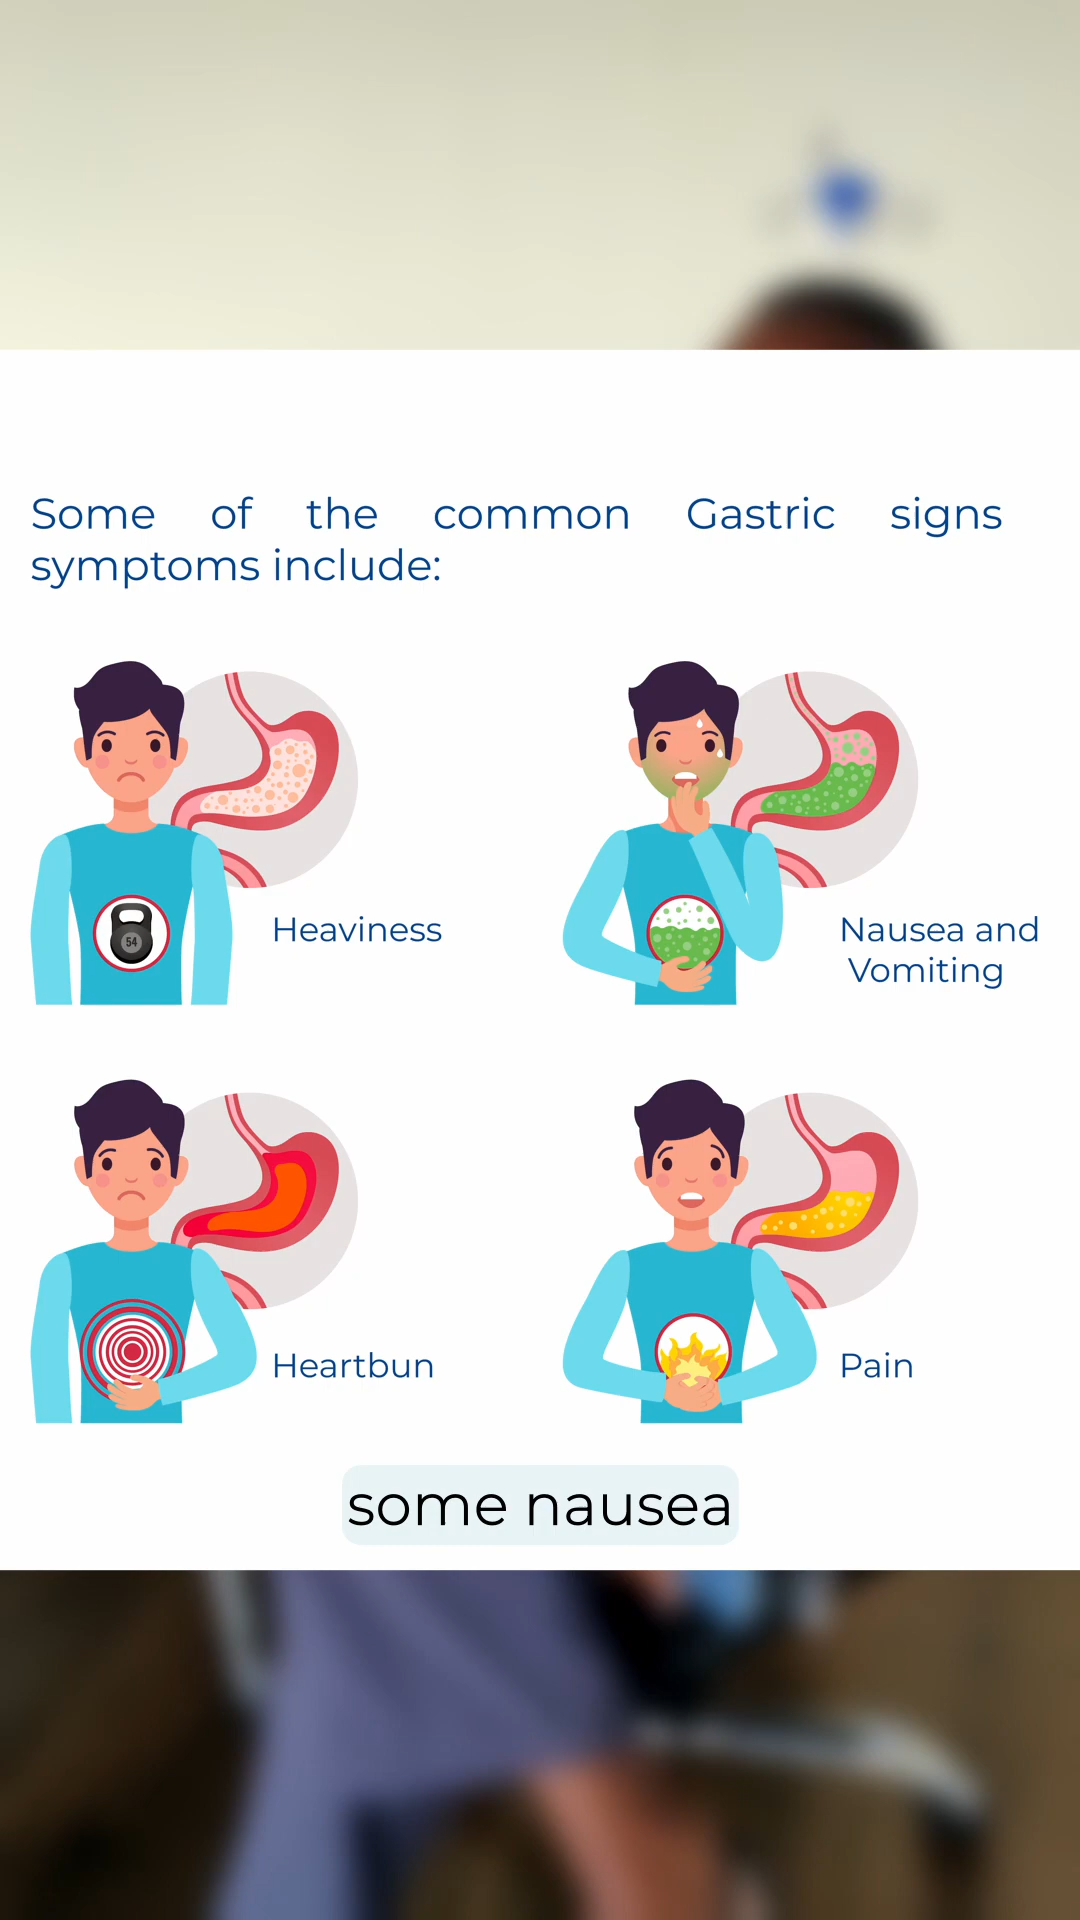 Some of the common Gastric signs
symptoms include:
54
Heaviness
Nausea and
Vomiting
Heartbun
Pain
some nausea